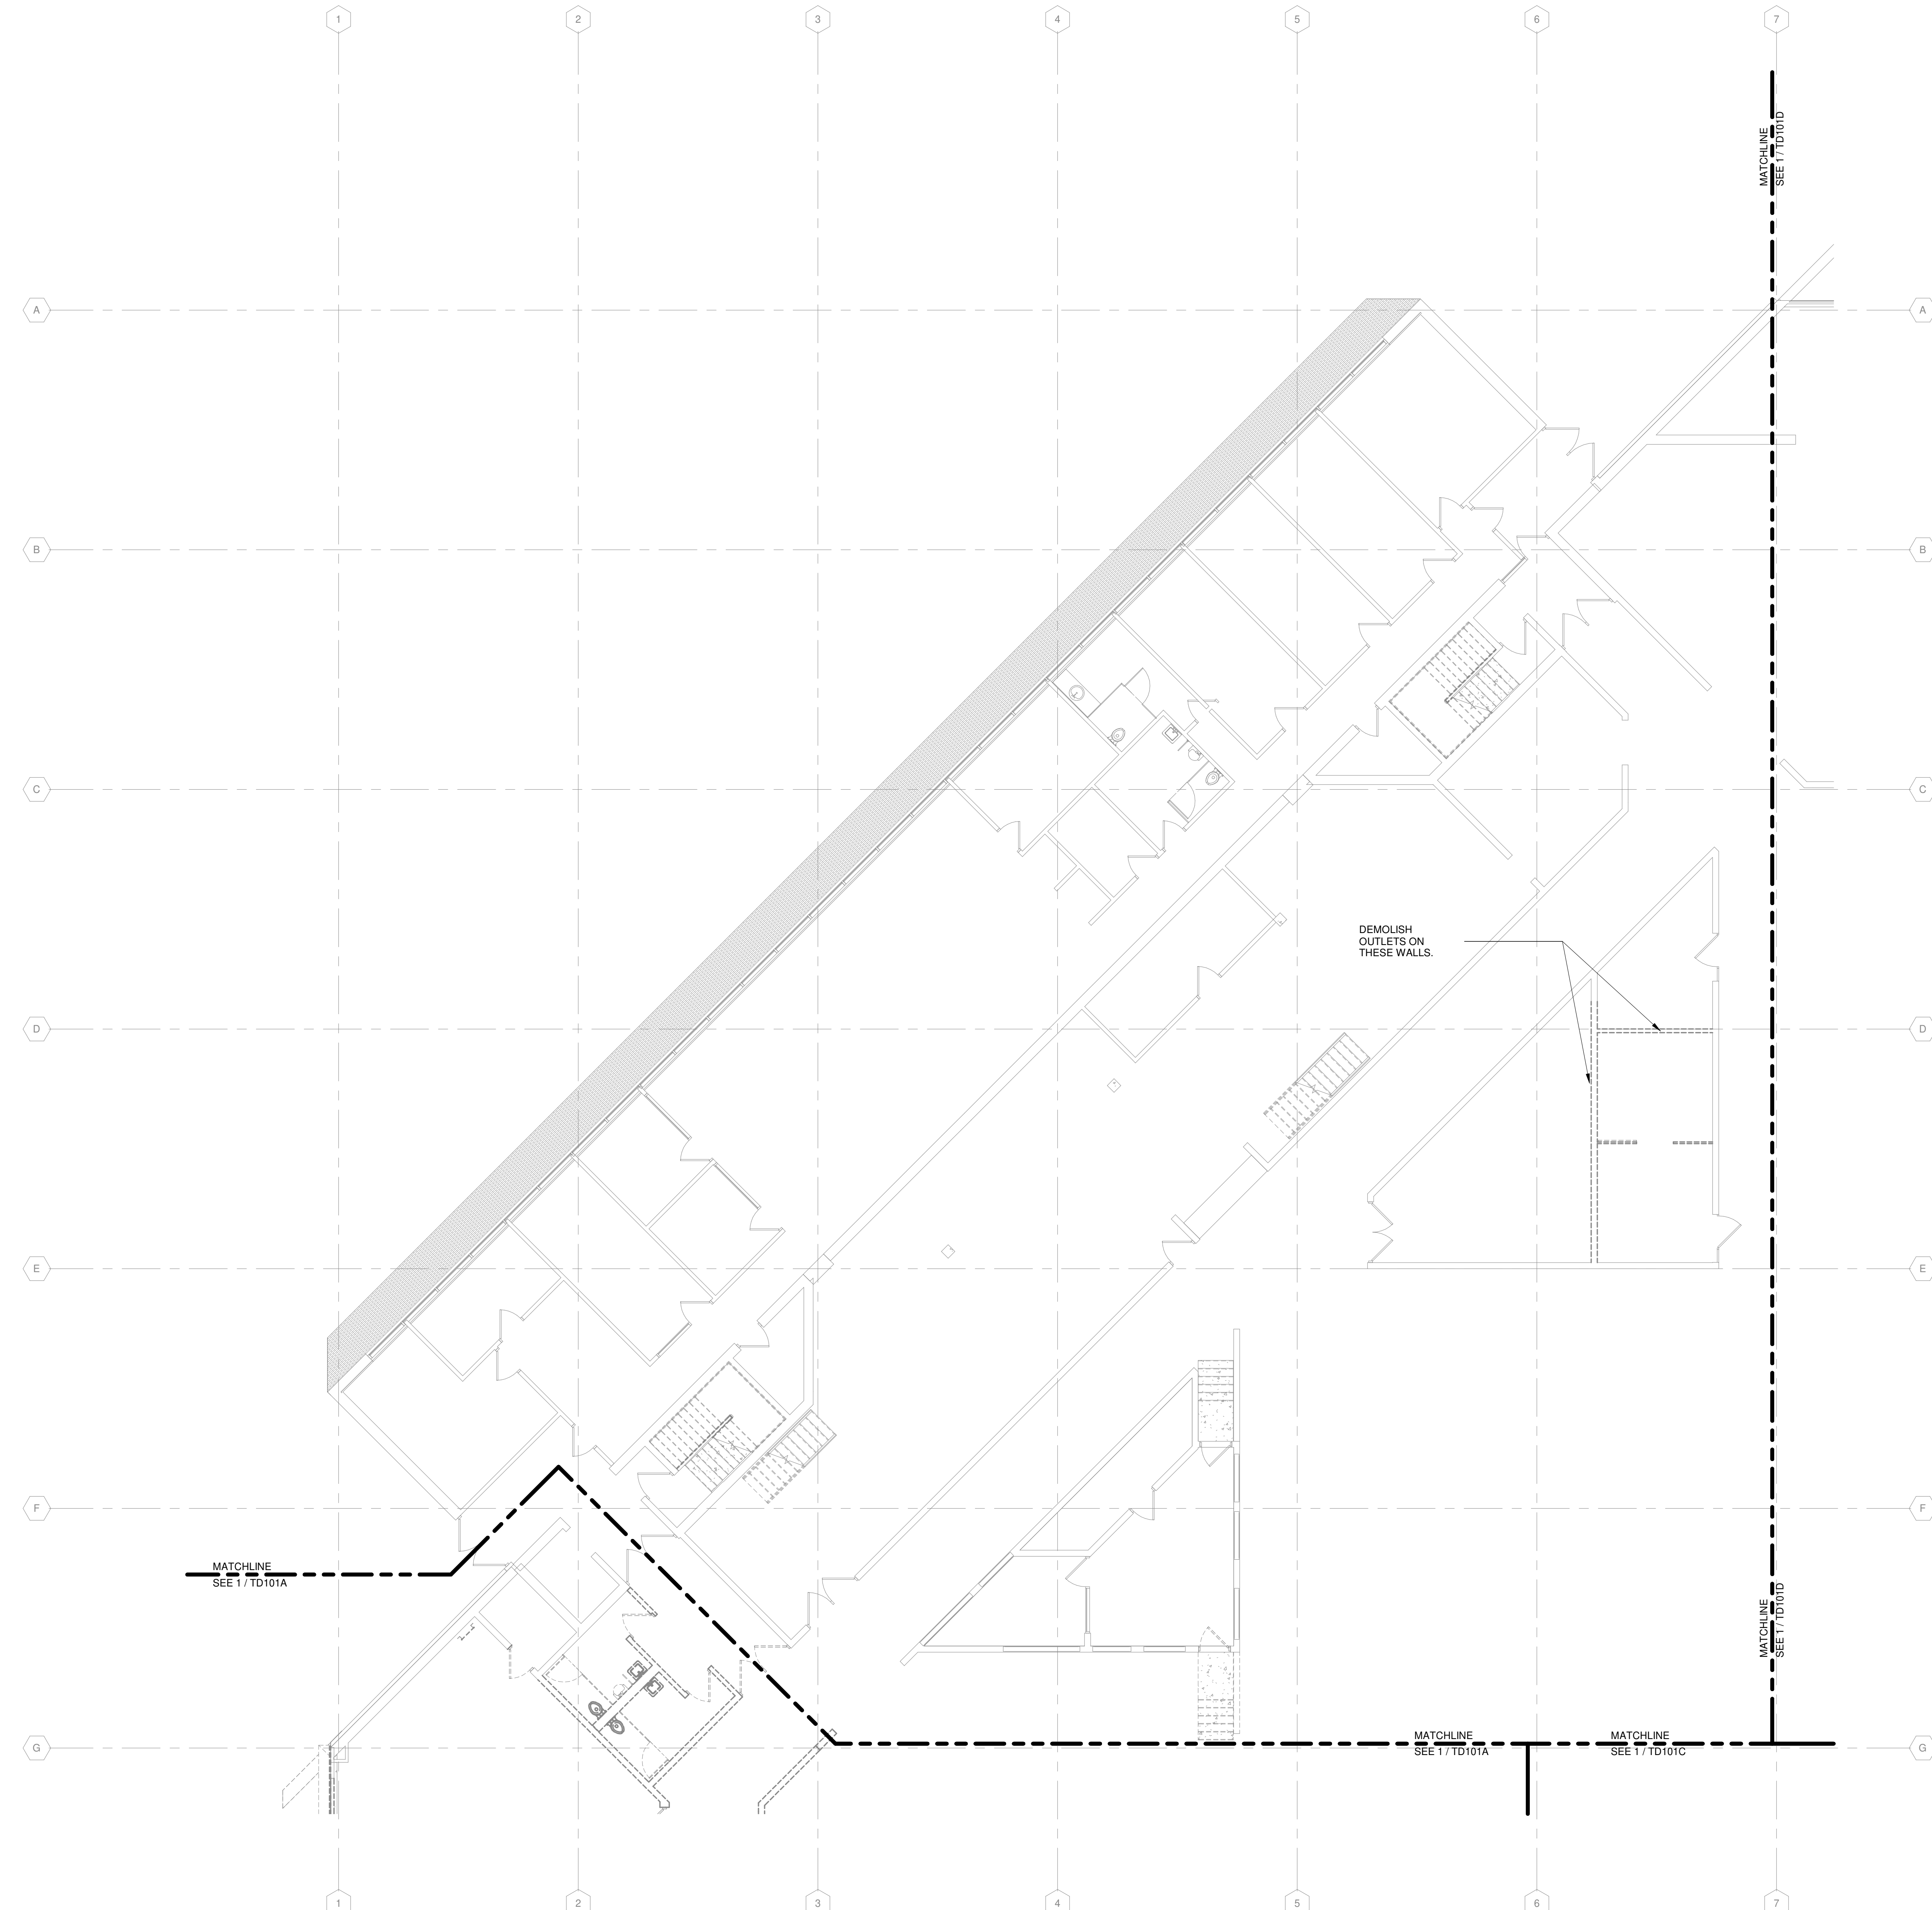 1
2
3
4
5
6
7
MATCHLINE
SEE 1 / TD101D
A
A
B
B
C
C
DEMOLISH
OUTLETS ON
THESE WALLS.
D
D
E
E
F
F
MATCHLINE
SEE 1 / TD101A
MATCHLINE
SEE 1 / TD101D
MATCHLINE
SEE 1 / TD101A
MATCHLINE
SEE 1 / TD101C
G
G
1
2
3
4
5
6
7